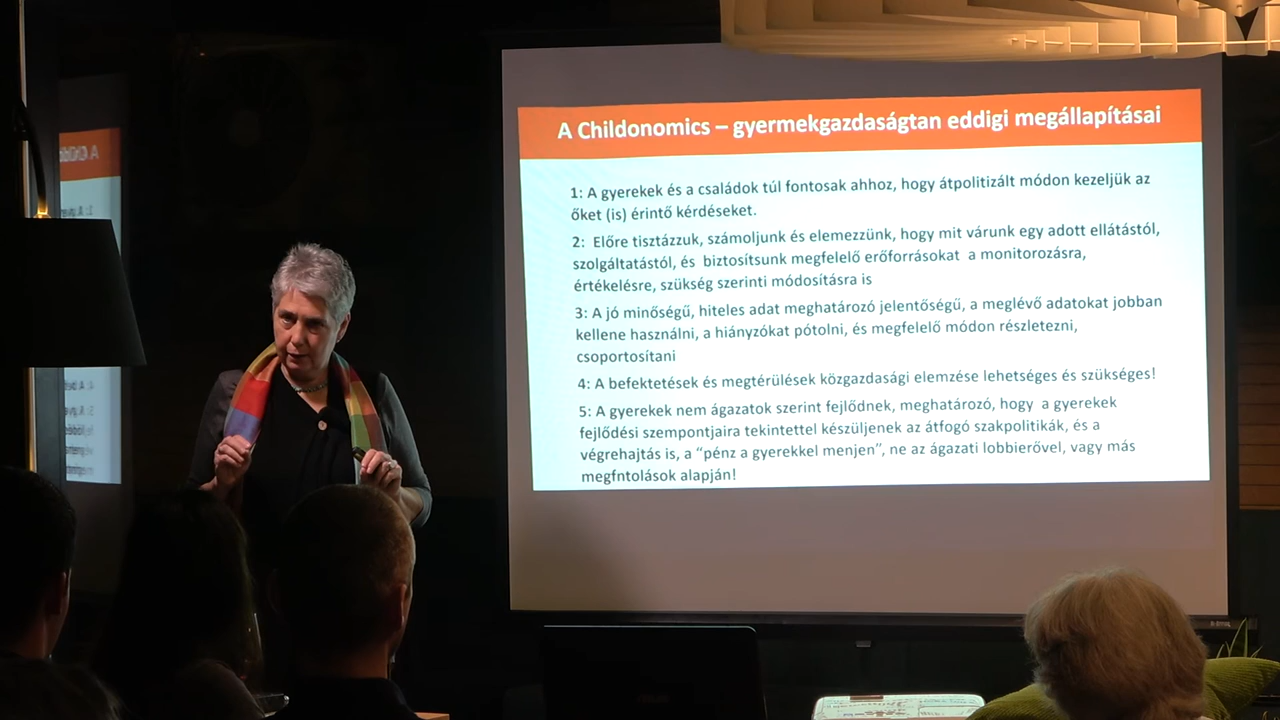 A Childonomics – gyermekgazdaságtan eddigi megállapításai
1: A gyerekek és a családok túl fontosak ahhoz, hogy átpolitizált módon kezeljük az
őket (is) érintő kérdéseket.
2: Előre tisztázzuk, számoljunk és elemezzünk, hogy mit várunk egy adott ellátástól,
szolgáltatástól, és biztosítsunk megfelelő erőforrásokat a monitorozásra,
értékelésre, szükség szerinti módosításra is
3: A jó minőségű, hiteles adat meghatározó jelentőségű, a meglévő adatokat jobban
kellene használni, a hiányzókat pótolni, és megfelelő módon részletezni,
csoportosítani
4: A befektetések és megtérülések közgazdasági elemzése lehetséges és szükséges!
5: A gyerekek nem ágazatok szerint fejlődnek, meghatározó, hogy a gyerekek
fejlődési szempontjaira tekintettel készüljenek az átfogó szakpolitikák, és a
végrehajtás is, a “pénz a gyerekkel menjen”, ne az ágazati lobbierővel, vagy más
megfntolások alapján!